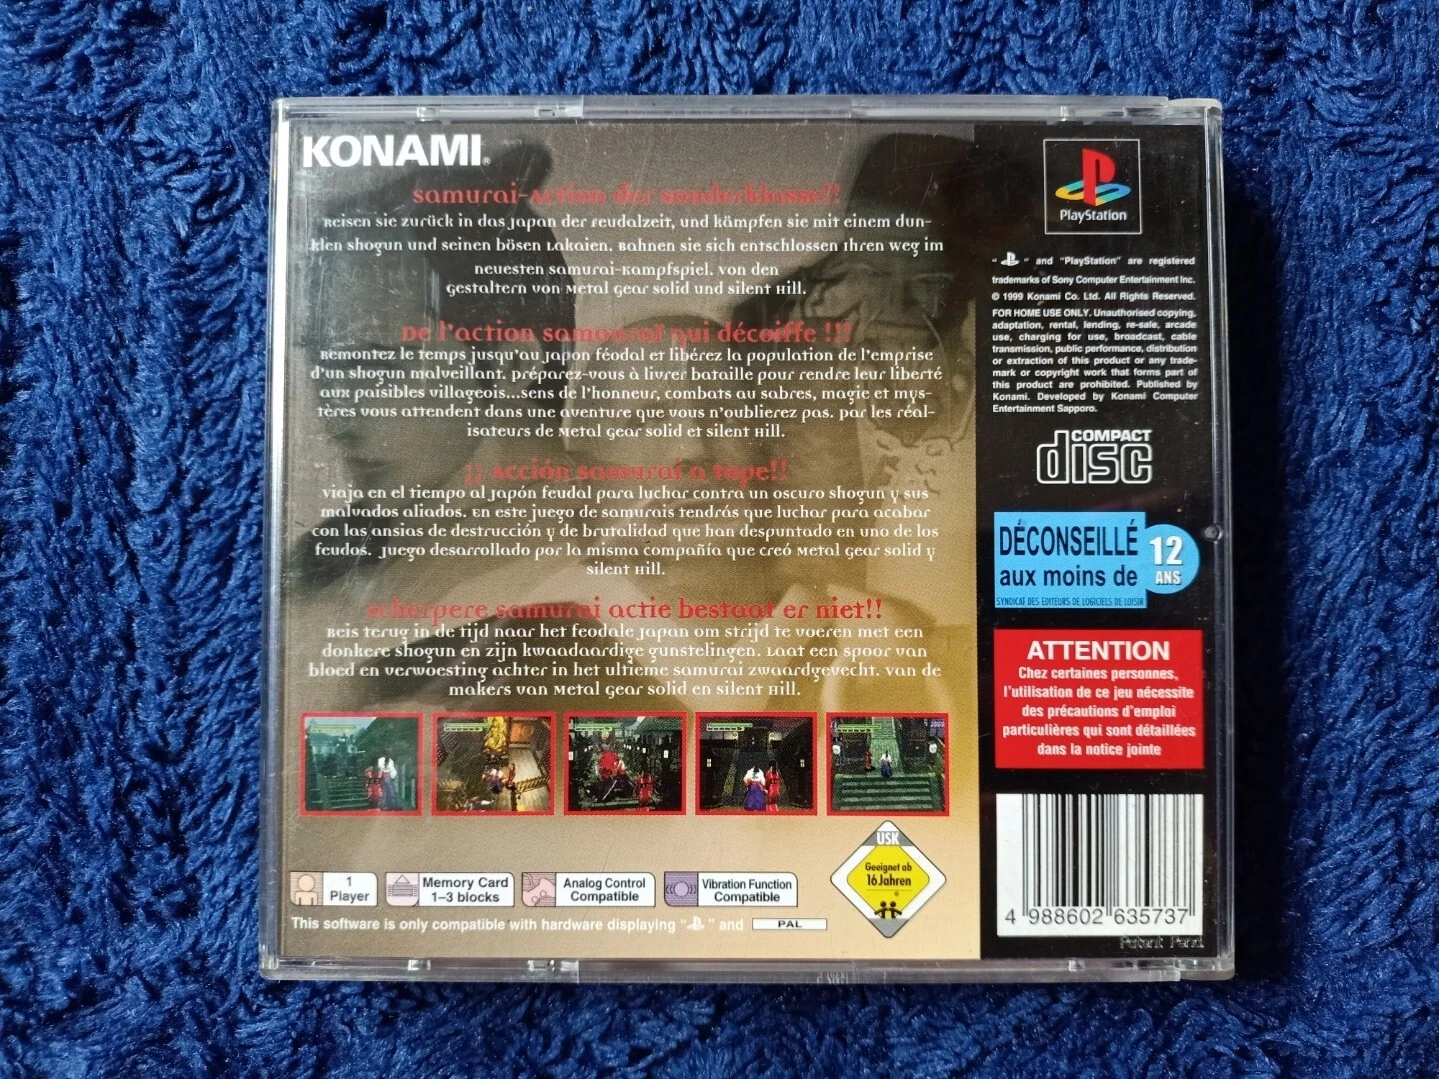 KONAMI
Samurai-Action der Sonderklasse!!
Reisen Sie zurück in das Japan der Feudalzeit, und kämpfen Sie mit einem dun-
klen Shogun und seinen bösen Lakaien. Bahnen Sie sich entschlossen Ihren Weg im
neuesten Samurai-Kampfspiel. Von den
Gestaltern von Metal Gear Solid und Silent Hill.
De l'action samouraï qui décoiffe !!!
Remontez le temps jusqu'au Japon féodal et libérez la population de l'emprise
d'un Shogun malveillant. Préparez-vous à livrer bataille pour rendre leur liberté
aux paisibles villageois...sens de l'honneur, combats au sabres, magie et mys-
tères vous attendent dans une aventure que vous n'oublierez pas. Par les réal-
isateurs de Metal Gear Solid et Silent Hill.
¡¡ Acción samurai a tope!!
Viaja en el tiempo al Japón feudal para luchar contra un oscuro shogun y sus
malvados aliados. En este juego de samurais tendrás que luchar para acabar
con las ansias de destrucción y de brutalidad que han despuntado en uno de los
feudos. Juego desarrollado por la misma compañía que creó Metal Gear Solid y
Silent Hill.
Scherpere samurai actie bestaat er niet!!
Reis terug in de tijd naar het feodale Japan om strijd te voeren met een
donkere Shogun en zijn kwaadaardige gunstelingen. Laat een spoor van
bloed en verwoesting achter in het ultieme samurai zwaardgevecht. Van de
makers van Metal Gear Solid en Silent Hill.
1
Player
Memory Card
1–3 blocks
Analog Control
Compatible
Vibration Function
Compatible
This software is only compatible with hardware displaying " " and PAL
USK
Geeignet ab
16 Jahren
PlayStation
" " and "PlayStation" are registered
trademarks of Sony Computer Entertainment Inc.
© 1999 Konami Co. Ltd. All Rights Reserved.
FOR HOME USE ONLY. Unauthorised copying,
adaptation, rental, lending, re-sale, arcade
use, charging for use, broadcast, cable
transmission, public performance, distribution
or extraction of this product or any trade-
mark or copyright work that forms part of
this product are prohibited. Published by
Konami. Developed by Konami Computer
Entertainment Sapporo.
COMPACT
disc
DÉCONSEILLÉ
aux moins de
12
ANS
SYNDICAT DES EDITEURS DE LOGICIELS DE LOISIR
ATTENTION
Chez certaines personnes,
l'utilisation de ce jeu nécessite
des précautions d'emploi
particulières qui sont détaillées
dans la notice jointe
4 988602 635737
Patent Pend.